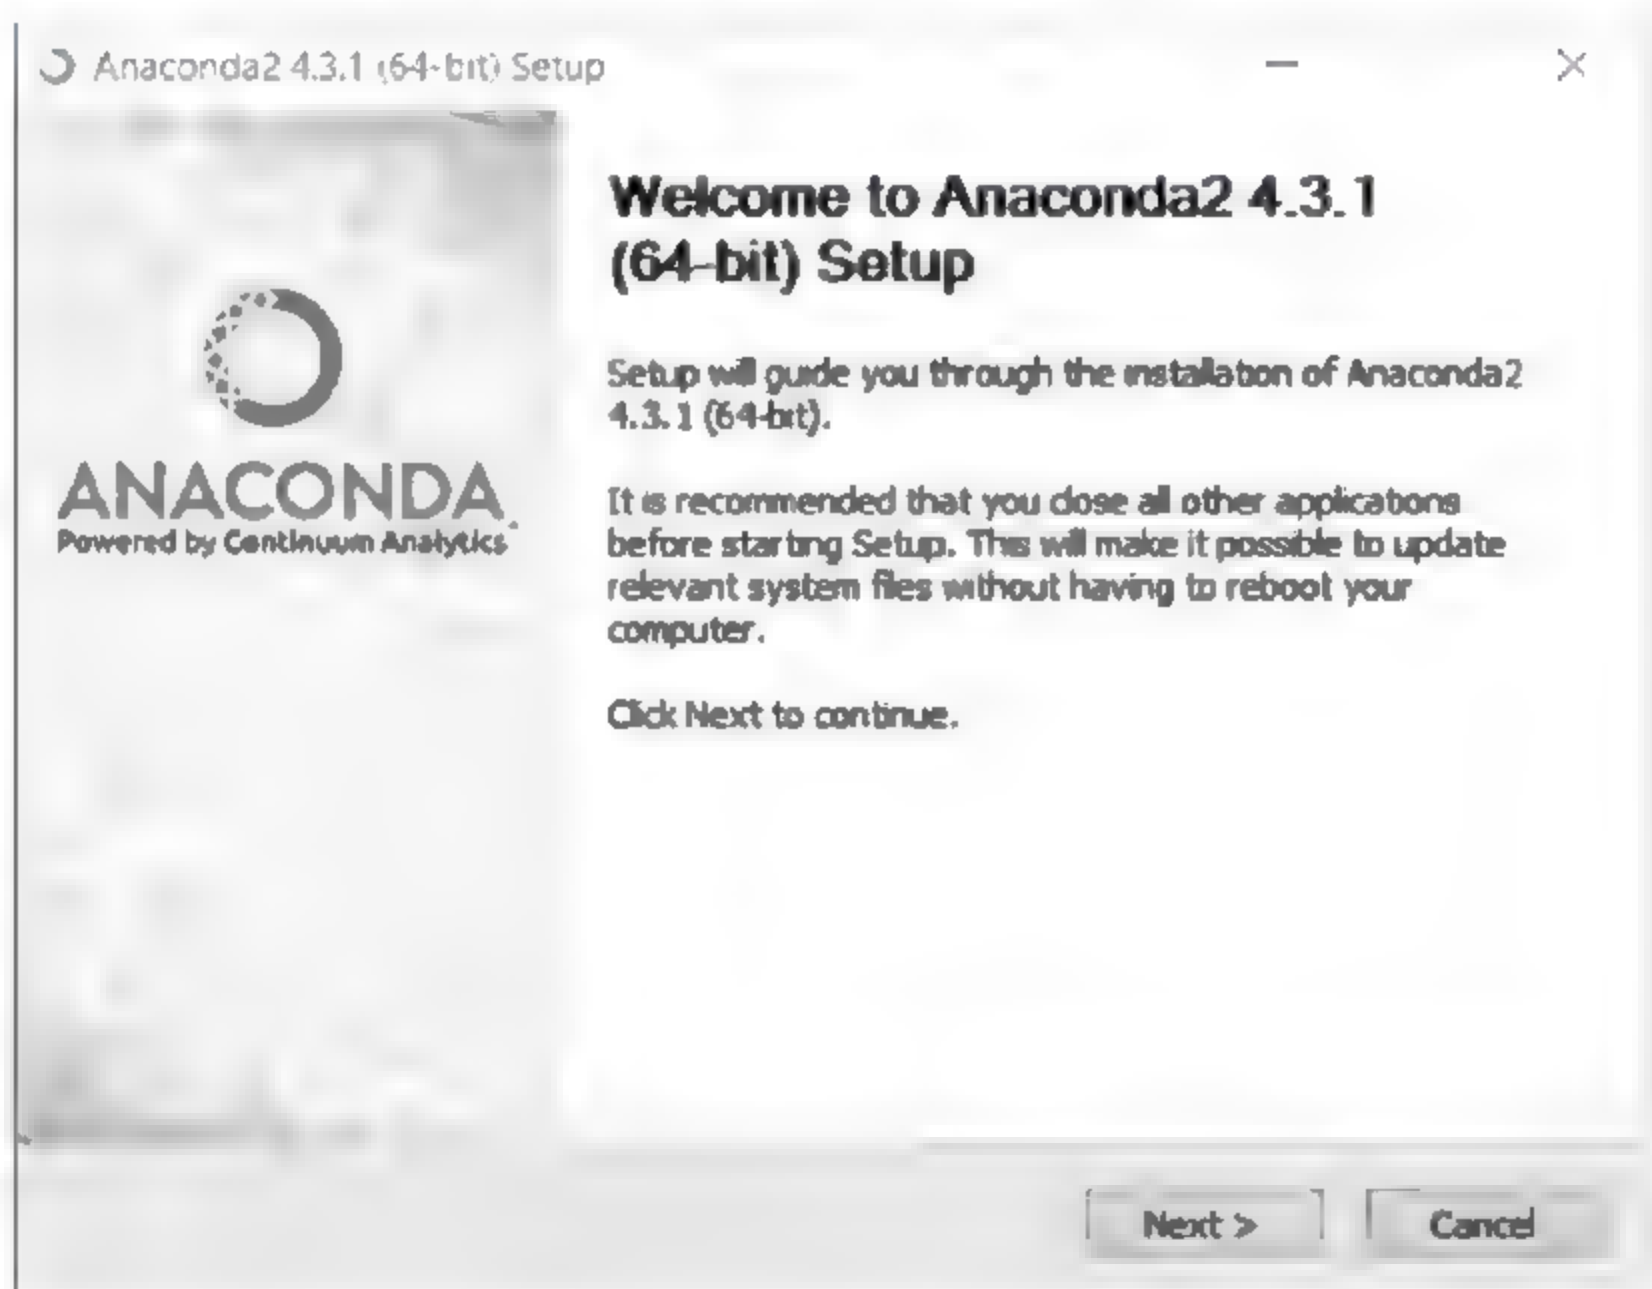 Anaconda2 4.3.1 (64-bit) Setup
Welcome to Anaconda2 4.3.1
(64-bit) Setup
ANACONDA
Powered by Continuum Analytics
Setup will guide you through the installation of Anaconda2
4.3.1 (64-bit).
It is recommended that you close all other applications
before starting Setup. This will make it possible to update
relevant system files without having to reboot your
computer.
Click Next to continue.
Next >
Cancel